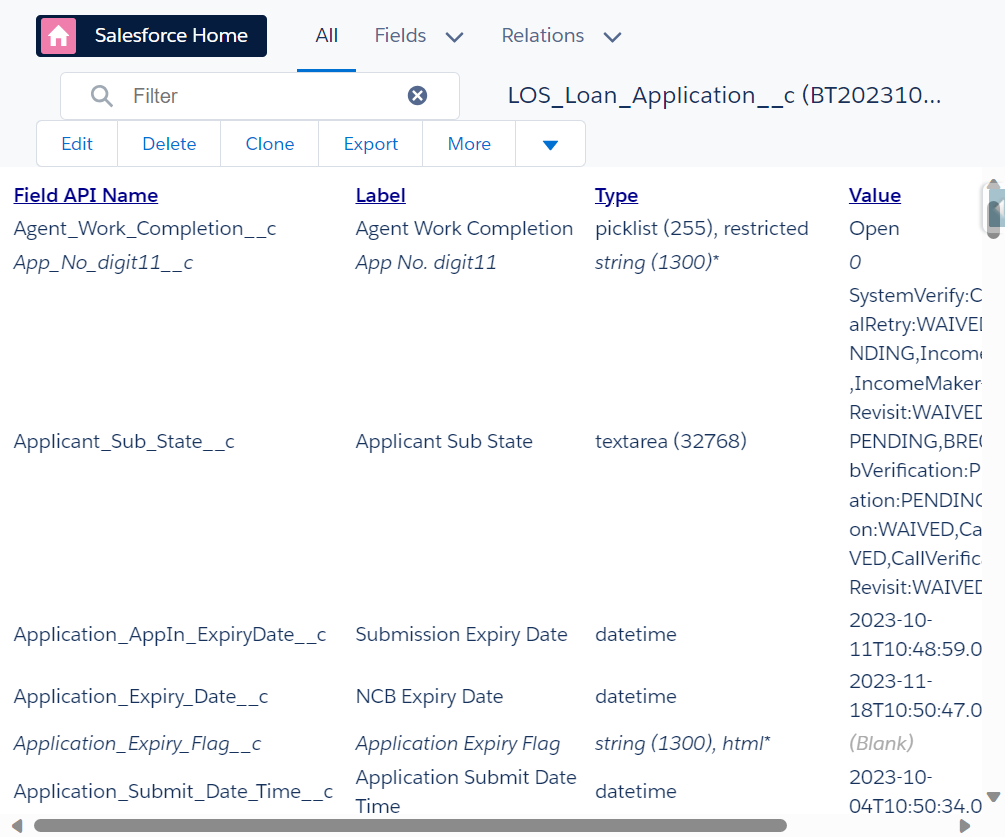 Salesforce Home All Fields Relations
Filter LOS_Loan_Application__c (BT202310...
Edit Delete Clone Export More
Field API Name Label Type Value
Agent_Work_Completion__c Agent Work Completion picklist (255), restricted Open
App_No_digit11__c App No. digit11 string (1300)* 0
SystemVerify:C
alRetry:WAIVE
NDING,Income
,IncomeMaker
Revisit:WAIVED
PENDING,BRE
Applicant_Sub_State__c Applicant Sub State textarea (32768)
bVerification:P
ation:PENDING
on:WAIVED,Ca
VED,CallVerific
Revisit:WAIVED
Application_AppIn_ExpiryDate__c Submission Expiry Date datetime 2023-10-
11T10:48:59.0
Application_Expiry_Date__c NCB Expiry Date datetime 2023-11-
18T10:50:47.0
Application_Expiry_Flag__c Application Expiry Flag string (1300), html* (Blank)
Application_Submit_Date_Time__c Application Submit Date
Time datetime 2023-10-
04T10:50:34.0